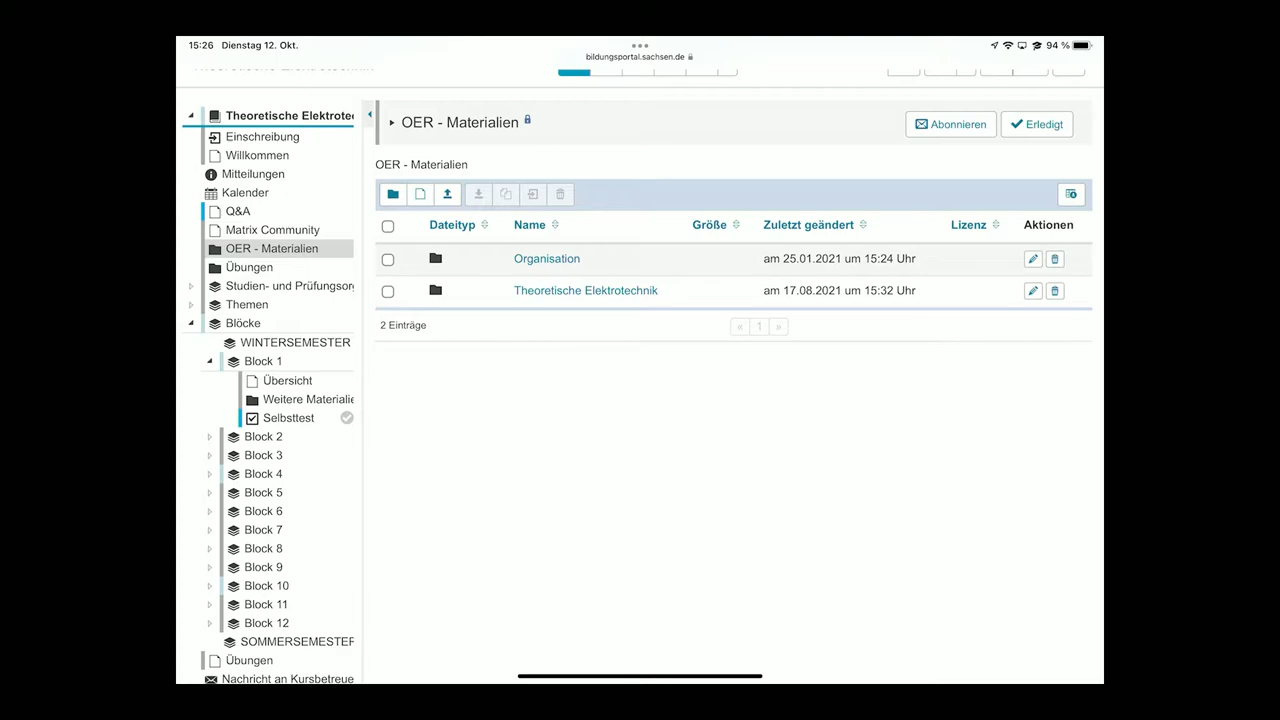 15:26 Dienstag 12. Okt.
94 %
bildungsportal.sachsen.de
Theoretische Elektrotechnik
Theoretische Elektrote
Einschreibung
Willkommen
Mitteilungen
Kalender
Q&A
Matrix Community
OER - Materialien
Übungen
Studien- und Prüfungsor
Themen
Blöcke
WINTERSEMESTER
Block 1
Übersicht
Weitere Materialie
Selbsttest
Block 2
Block 3
Block 4
Block 5
Block 6
Block 7
Block 8
Block 9
Block 10
Block 11
Block 12
SOMMERSEMESTER
Übungen
Nachricht an Kursbetreue
OER - Materialien
Abonnieren
Erledigt
OER - Materialien
Dateityp Name Größe Zuletzt geändert Lizenz Aktionen
Organisation am 25.01.2021 um 15:24 Uhr
Theoretische Elektrotechnik am 17.08.2021 um 15:32 Uhr
2 Einträge
« 1 »